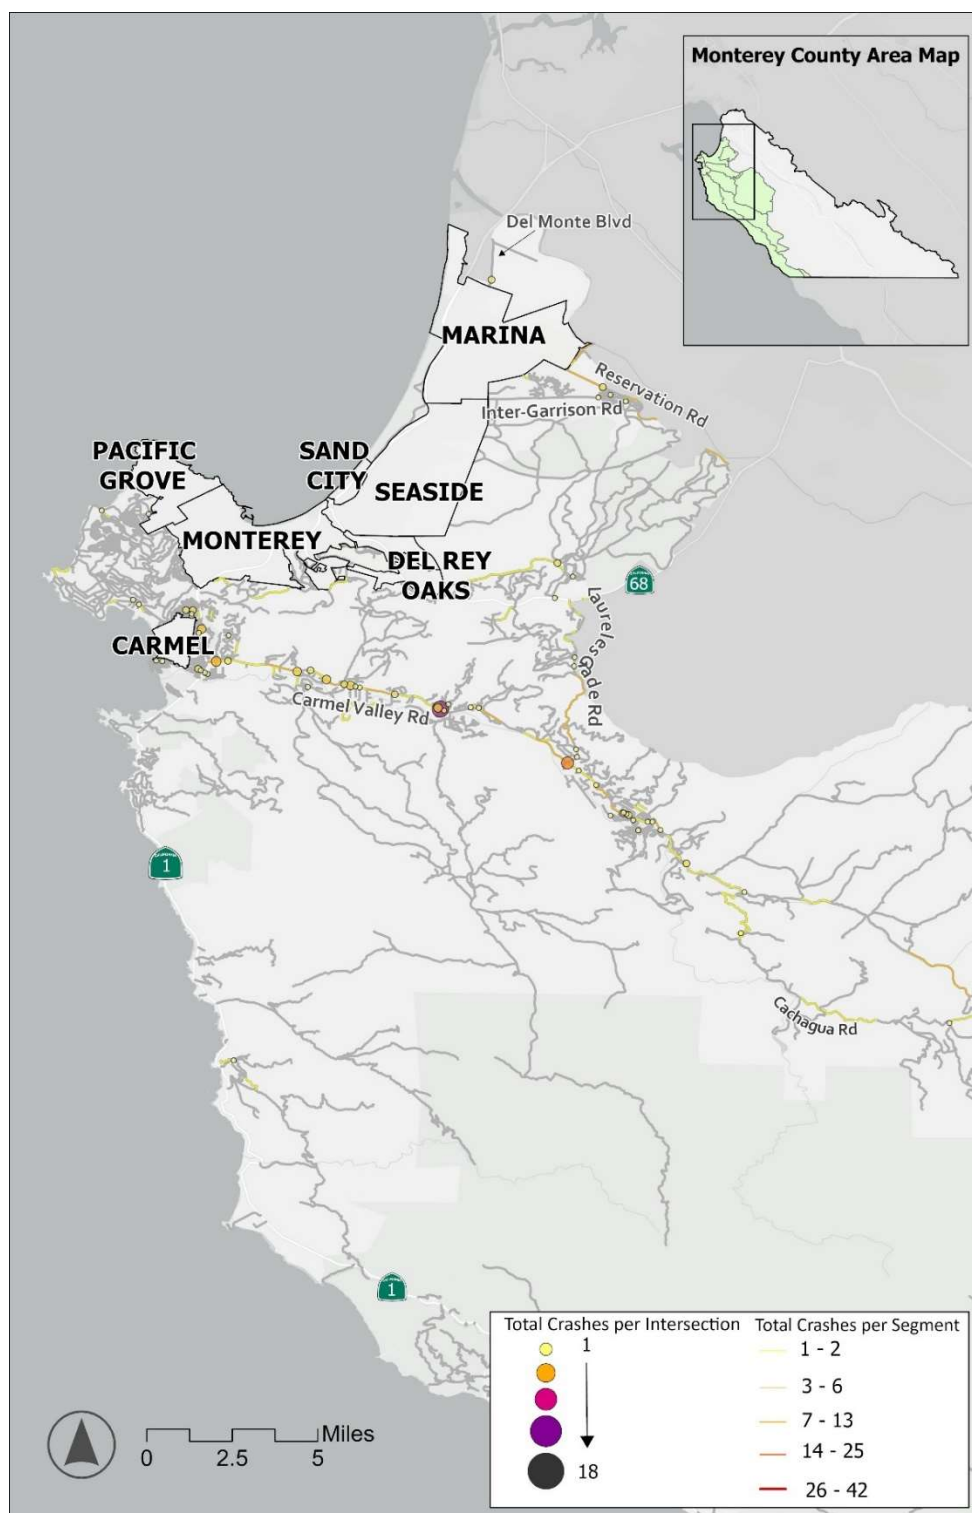 Monterey County Area Map
Del Monte Blvd
MARINA
Reservation Rd
Inter-Garrison Rd
PACIFIC
GROVE
SAND
CITY
SEASIDE
MONTEREY
DEL REY
OAKS
68
CARMEL
Laureles Grade Rd
Carmel Valley Rd
1
Cachagua Rd
1
Total Crashes per Intersection
1
18
Total Crashes per Segment
1 - 2
3 - 6
7 - 13
14 - 25
26 - 42
Miles
0 2.5 5